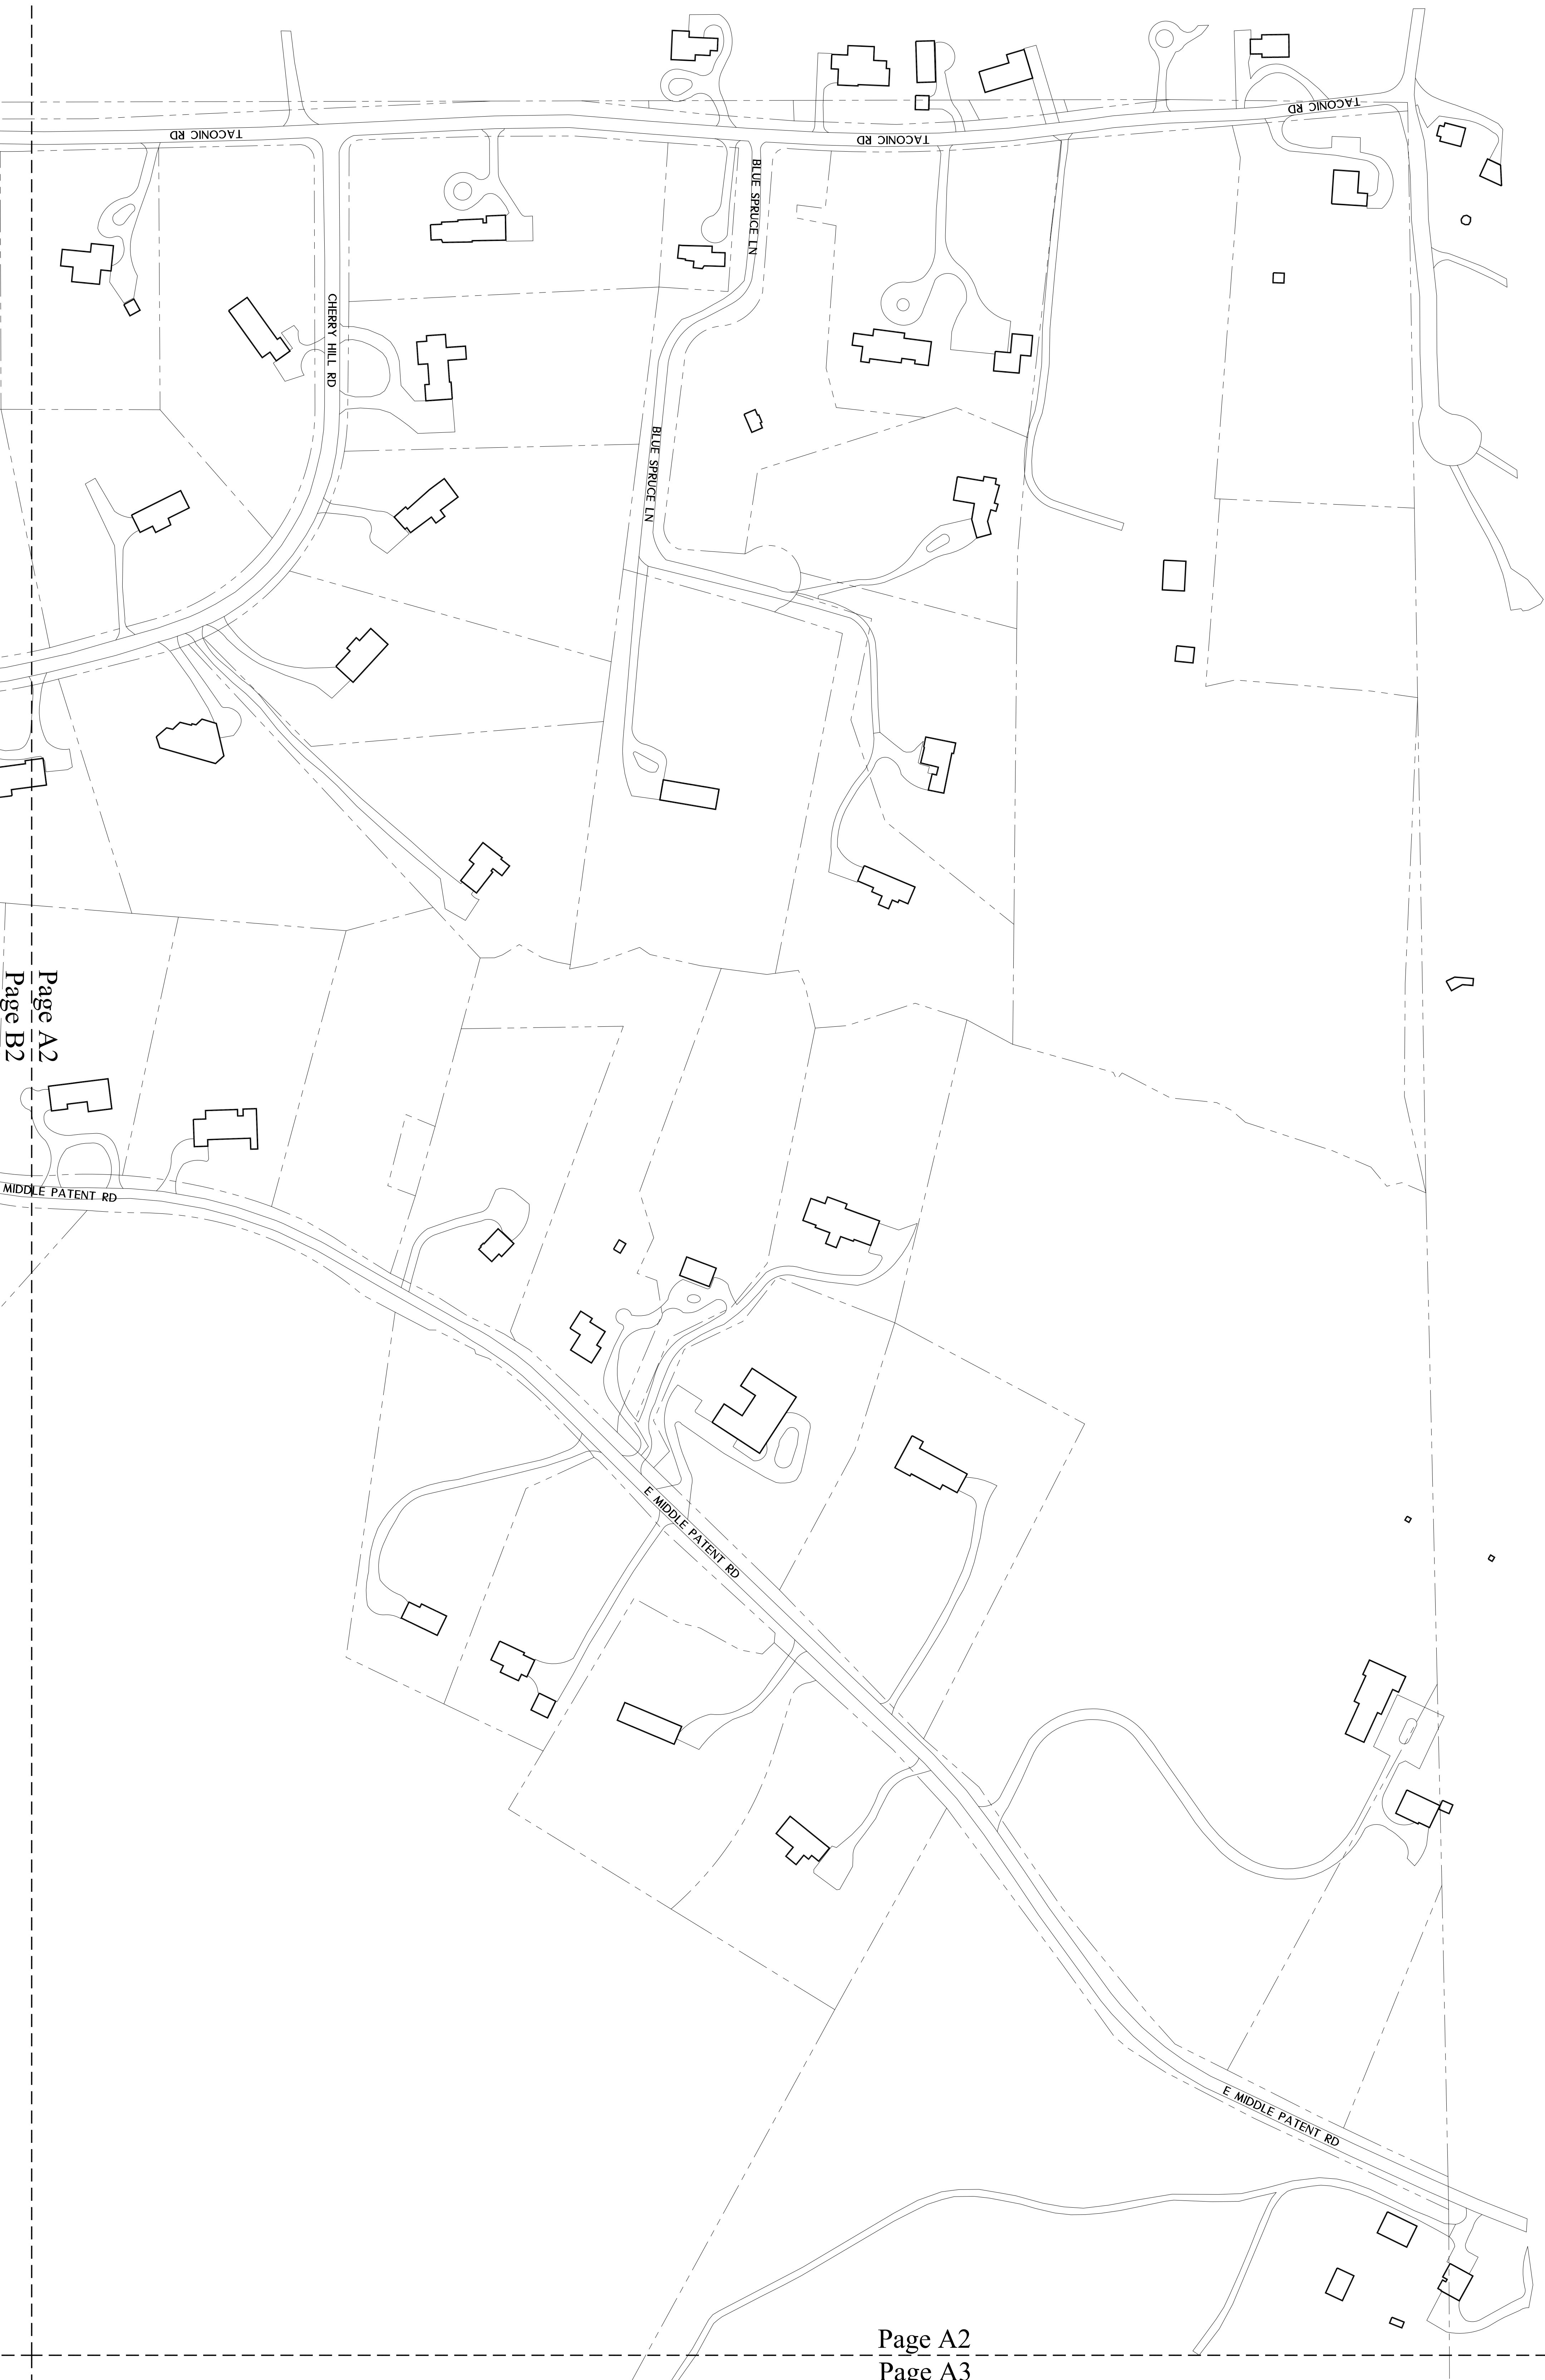 TACONIC RD
TACONIC RD
TACONIC RD
BLUE SPRUCE LN
CHERRY HILL RD
BLUE SPRUCE LN
Page A2
Page B2
MIDDLE PATENT RD
E MIDDLE PATENT RD
E MIDDLE PATENT RD
Page A2
Page A3